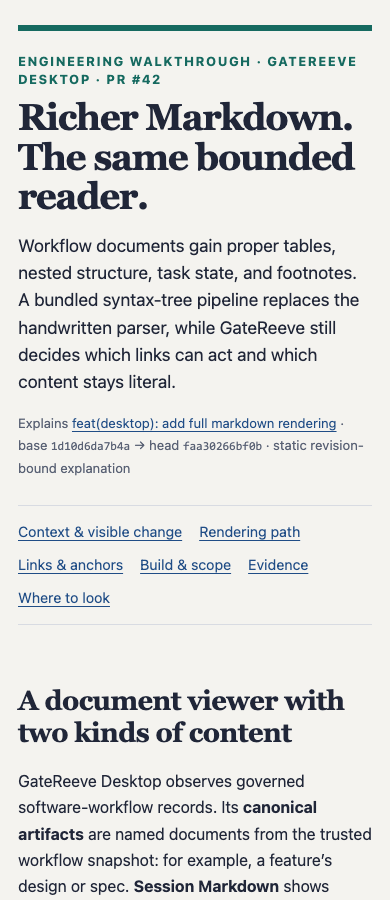 ENGINEERING WALKTHROUGH · GATEREEVE
DESKTOP · PR #42
Richer Markdown.
The same bounded
reader.
Workflow documents gain proper tables,
nested structure, task state, and footnotes.
A bundled syntax-tree pipeline replaces the
handwritten parser, while GateReeve still
decides which links can act and which
content stays literal.
Explains feat(desktop): add full markdown rendering ·
base 1d10d6da7b4a → head faa30266bf0b · static revision-
bound explanation
Context & visible change Rendering path
Links & anchors Build & scope Evidence
Where to look
A document viewer with
two kinds of content
GateReeve Desktop observes governed
software-workflow records. Its canonical
artifacts are named documents from the trusted
workflow snapshot: for example, a feature’s
design or spec. Session Markdown shows